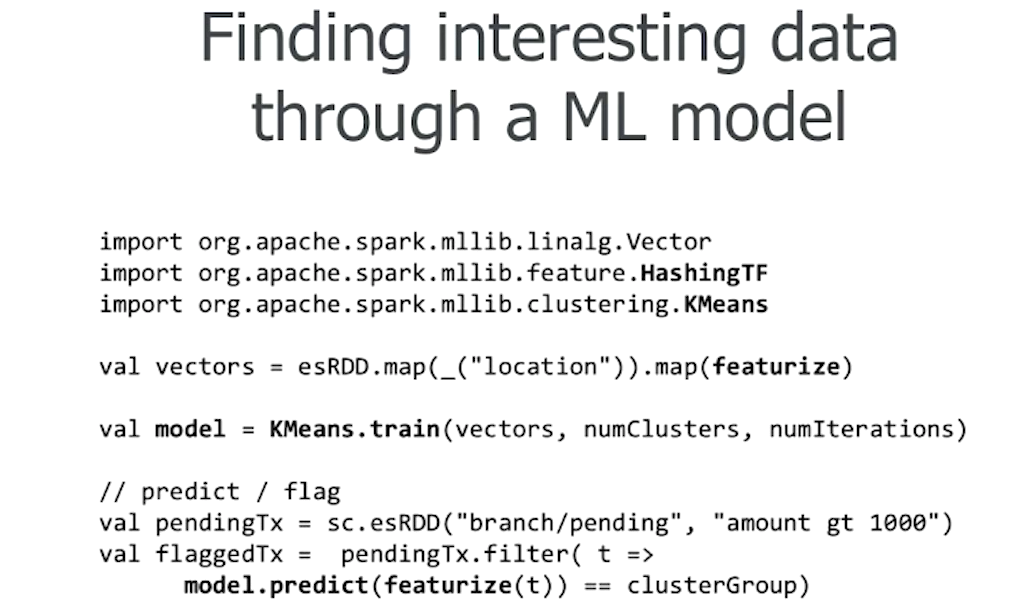 Finding interesting data
through a ML model
import org.apache.spark.mllib.linalg.Vector
import org.apache.spark.mllib.feature.HashingTF
import org.apache.spark.mllib.clustering.KMeans
val vectors = esRDD.map(_("location")).map(featurize)
val model = KMeans.train(vectors, numClusters, numIterations)
// predict / flag
val pendingTx = sc.esRDD("branch/pending", "amount gt 1000")
val flaggedTx =  pendingTx.filter( t =>
model.predict(featurize(t)) == clusterGroup)